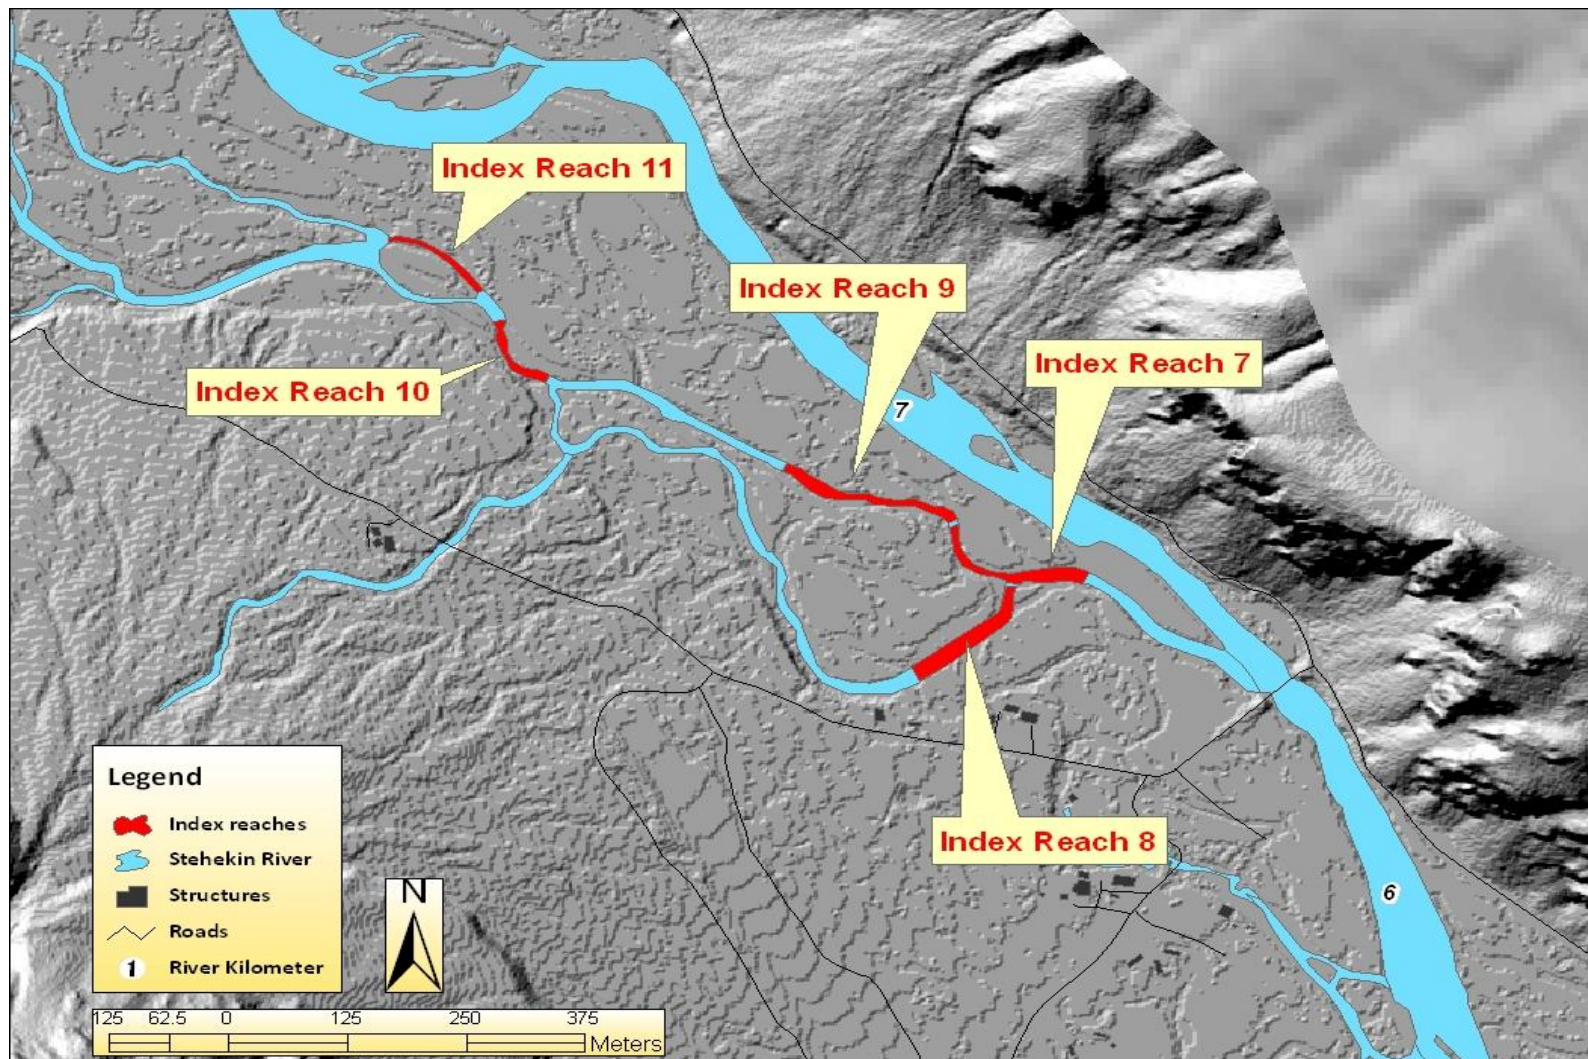 Index Reach 11
Index Reach 9
Index Reach 7
Index Reach 10
7
Index Reach 8
6
Legend
Index reaches
Stehekin River
Structures
Roads
1 River Kilometer
N
125 62.5 0 125 250 375
Meters